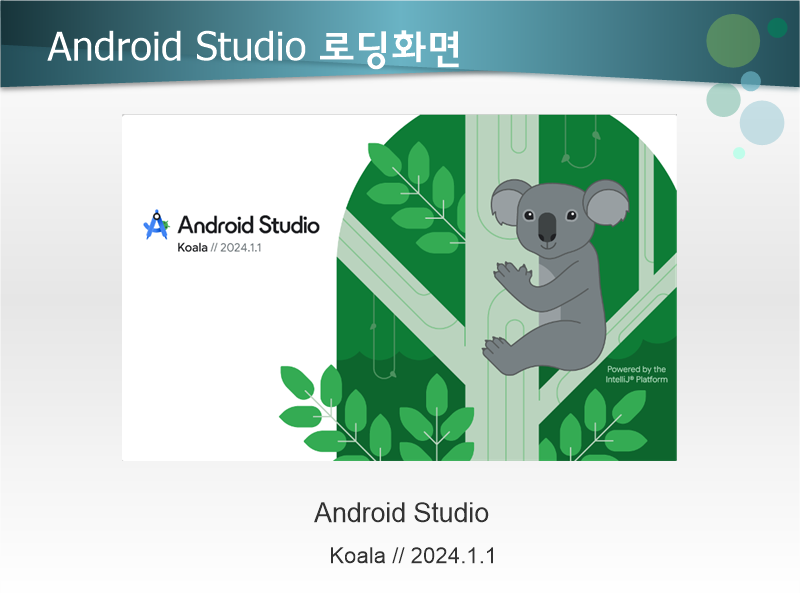 Android Studio 로딩화면
Android Studio
Koala // 2024.1.1
Powered by the
IntelliJ® Platform
Android Studio
Koala // 2024.1.1